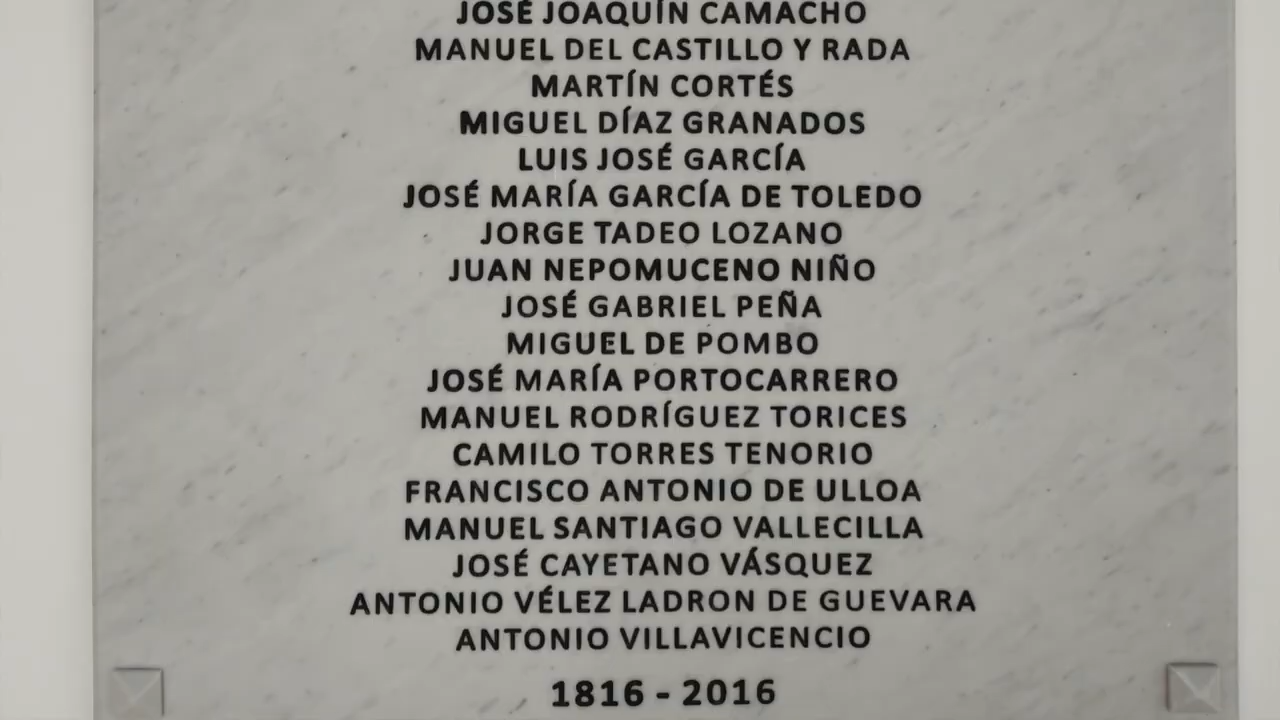 JOSÉ JOAQUÍN CAMACHO
MANUEL DEL CASTILLO Y RADA
MARTÍN CORTÉS
MIGUEL DÍAZ GRANADOS
LUIS JOSÉ GARCÍA
JOSÉ MARÍA GARCÍA DE TOLEDO
JORGE TADEO LOZANO
JUAN NEPOMUCENO NIÑO
JOSÉ GABRIEL PEÑA
MIGUEL DE POMBO
JOSÉ MARÍA PORTOCARRERO
MANUEL RODRÍGUEZ TORICES
CAMILO TORRES TENORIO
FRANCISCO ANTONIO DE ULLOA
MANUEL SANTIAGO VALLECILLA
JOSÉ CAYETANO VÁSQUEZ
ANTONIO VÉLEZ LADRON DE GUEVARA
ANTONIO VILLAVICENCIO
1816 - 2016